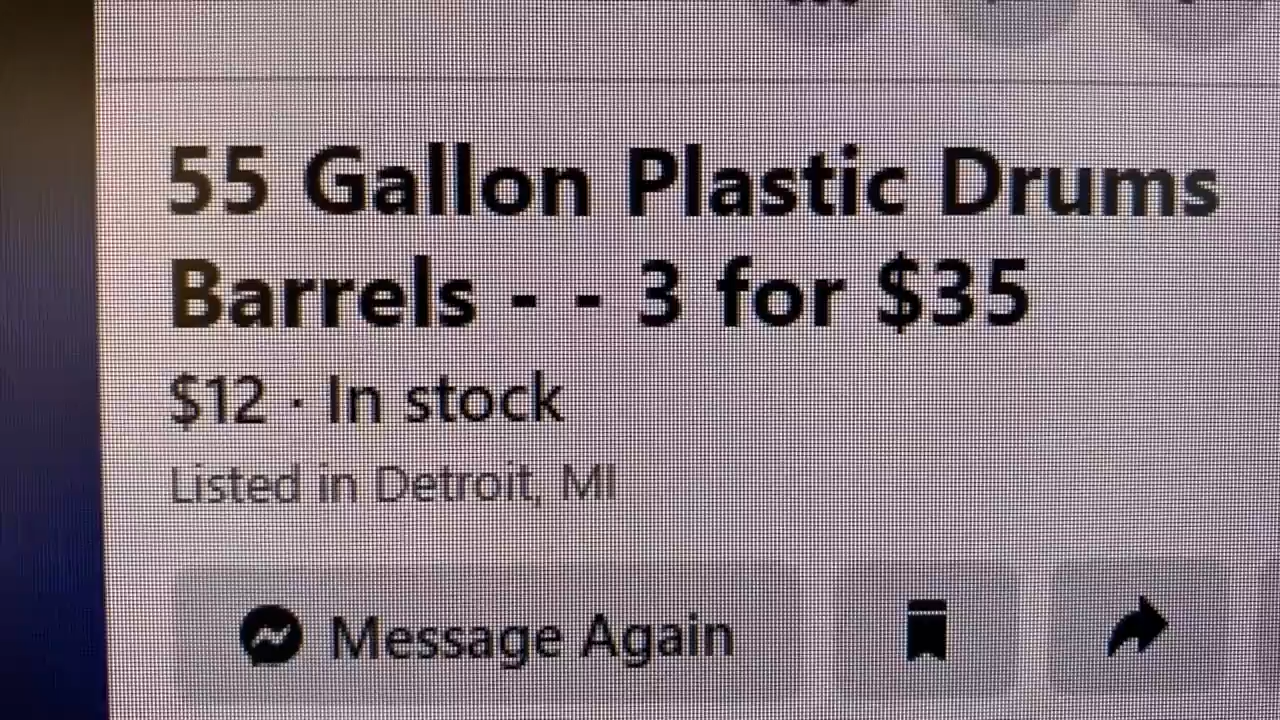 55 Gallon Plastic Drums
Barrels - - 3 for $35
$12 · In stock
Listed in Detroit, MI
Message Again